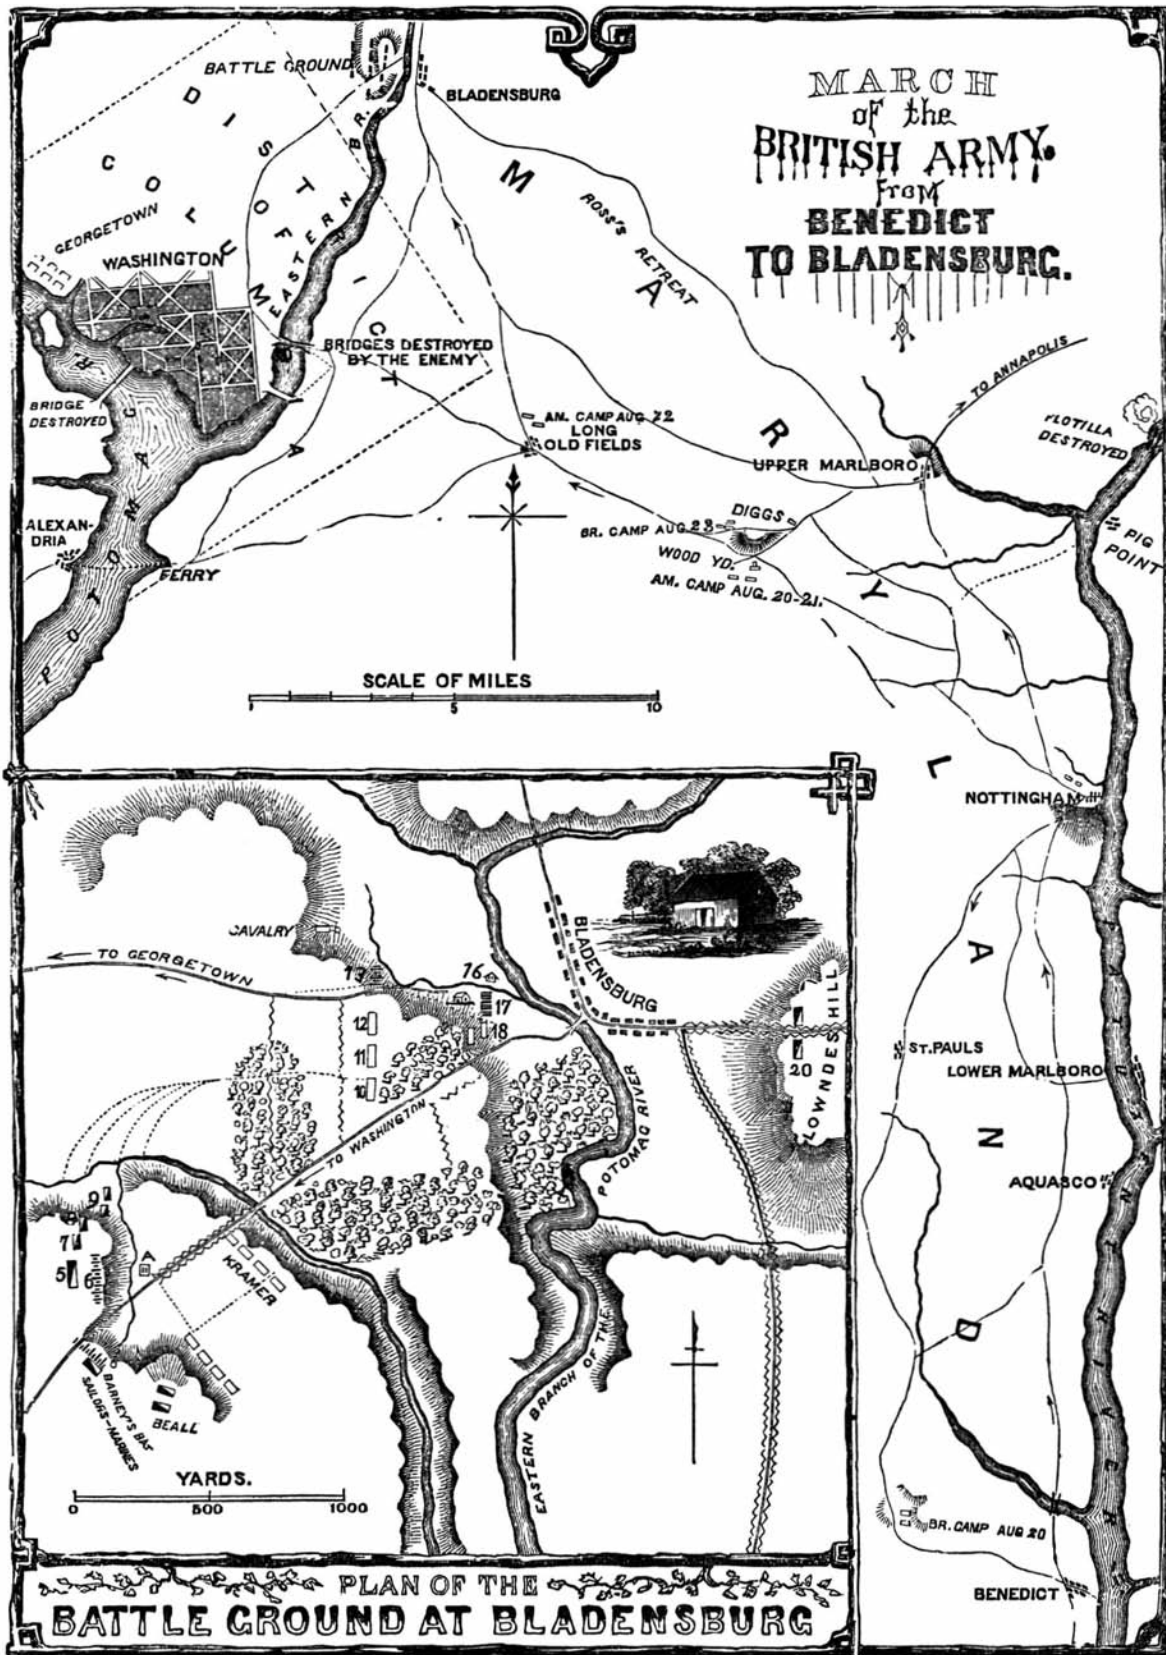 MARCH
of the
BRITISH ARMY.
FROM
BENEDICT
TO BLADENSBURG.
BATTLE GROUND
BLADENSBURG
DISTRICT
OF
COLUMBIA
EASTERN BR.
GEORGETOWN
WASHINGTON
MARYLAND
ROSS'S RETREAT
BRIDGES DESTROYED
BY THE ENEMY
BRIDGE
DESTROYED
AM. CAMP AUG. 22
LONG
OLD FIELDS
TO ANNAPOLIS
FLOTILLA
DESTROYED
UPPER MARLBORO
DIGGS
BR. CAMP AUG 23
WOOD YD.
AM. CAMP AUG. 20-21.
PIG
POINT
ALEXAN-
DRIA
FERRY
POTOMAC R.
SCALE OF MILES
5
10
NOTTINGHAM
ST. PAULS
LOWER MARLBORO
AQUASCO
RIVER
BR. CAMP AUG 20
BENEDICT
CAVALRY
TO GEORGETOWN
13
16
17
18
12
11
10
BLADENSBURG
LOWNDES HILL
20
TO WASHINGTON
EASTERN BRANCH OF THE POTOMAC RIVER
9
8
7
5
6
A
KRAMER
BARNEY'S BAT
SAILORS-MARINES
BEALL
YARDS.
0 500 1000
PLAN OF THE
BATTLE GROUND AT BLADENSBURG